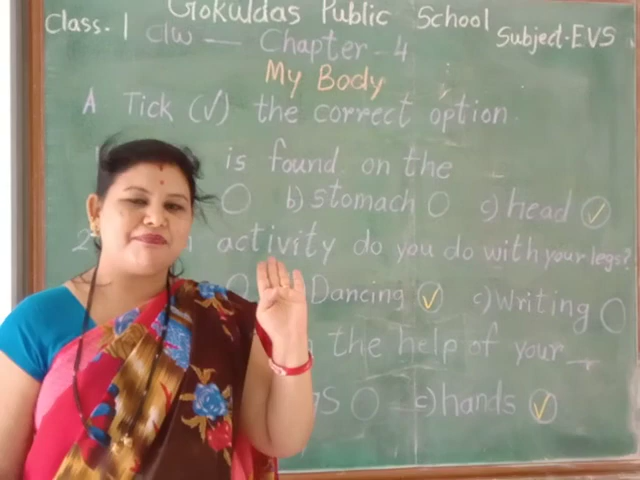 Gokuldas Public School
Class. 1 c/w — Chapter - 4 Subject-EVS
My Body
A Tick (✓) the correct option.
is found on the _
b) Stomach c) head ✓
2 activity do you do with your legs?
Dancing ✓ c) Writing
the help of your _
c) hands ✓